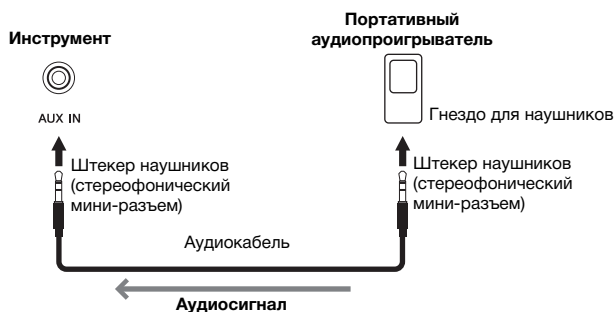 Инструмент
Портативный
аудиопроигрыватель
AUX IN
Гнездо для наушников
Штекер наушников
(стереофонический
мини-разъем)
Штекер наушников
(стереофонический
мини-разъем)
Аудиокабель
Аудиосигнал